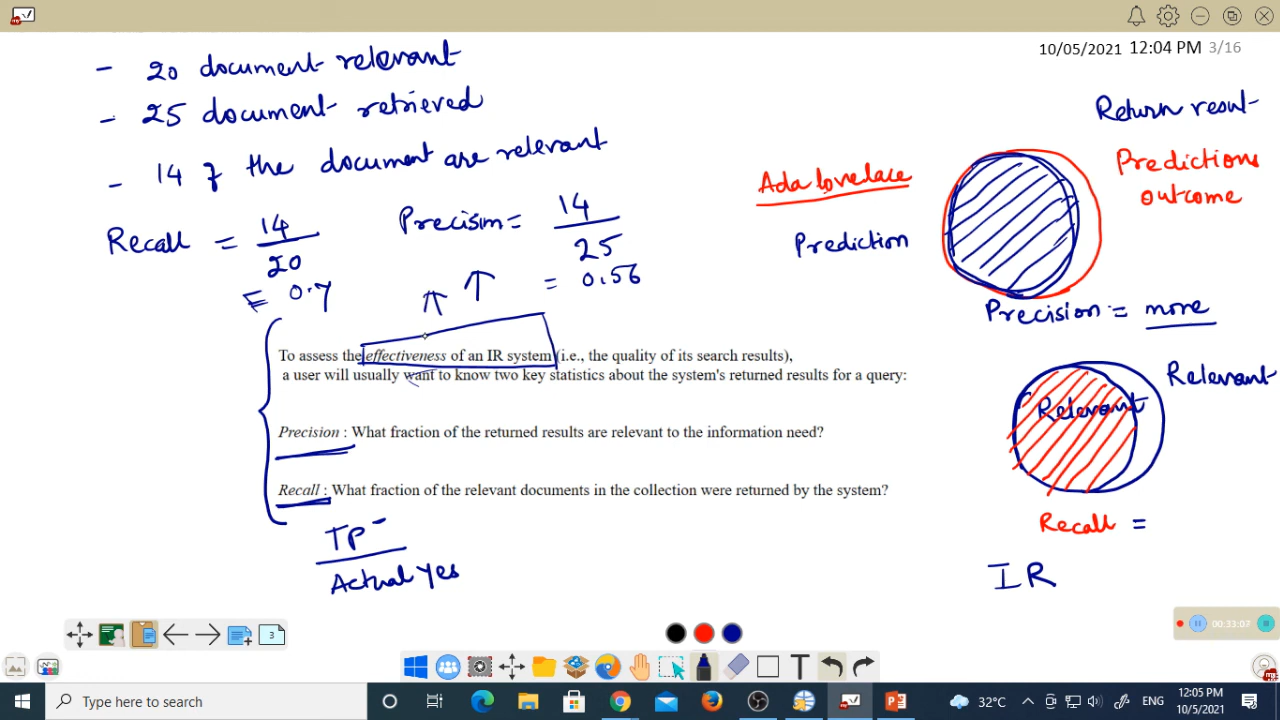 10/05/2021 12:04 PM 3/16
- 20 document relevant
- 25 document retrieved
- 14 of the document are relevant
Recall = 14/20
= 0.7
Precision = 14/25
= 0.56
Return result
Predictions
outcome
Ada lovelace
Prediction
Precision = more
To assess the effectiveness of an IR system (i.e., the quality of its search results),
a user will usually want to know two key statistics about the system's returned results for a query:
Precision : What fraction of the returned results are relevant to the information need?
Recall : What fraction of the relevant documents in the collection were returned by the system?
TP
Actual Yes
Relevant
Relevant
Recall =
IR
3
00:33:07
T
Type here to search
32°C
ENG
12:05 PM
10/5/2021